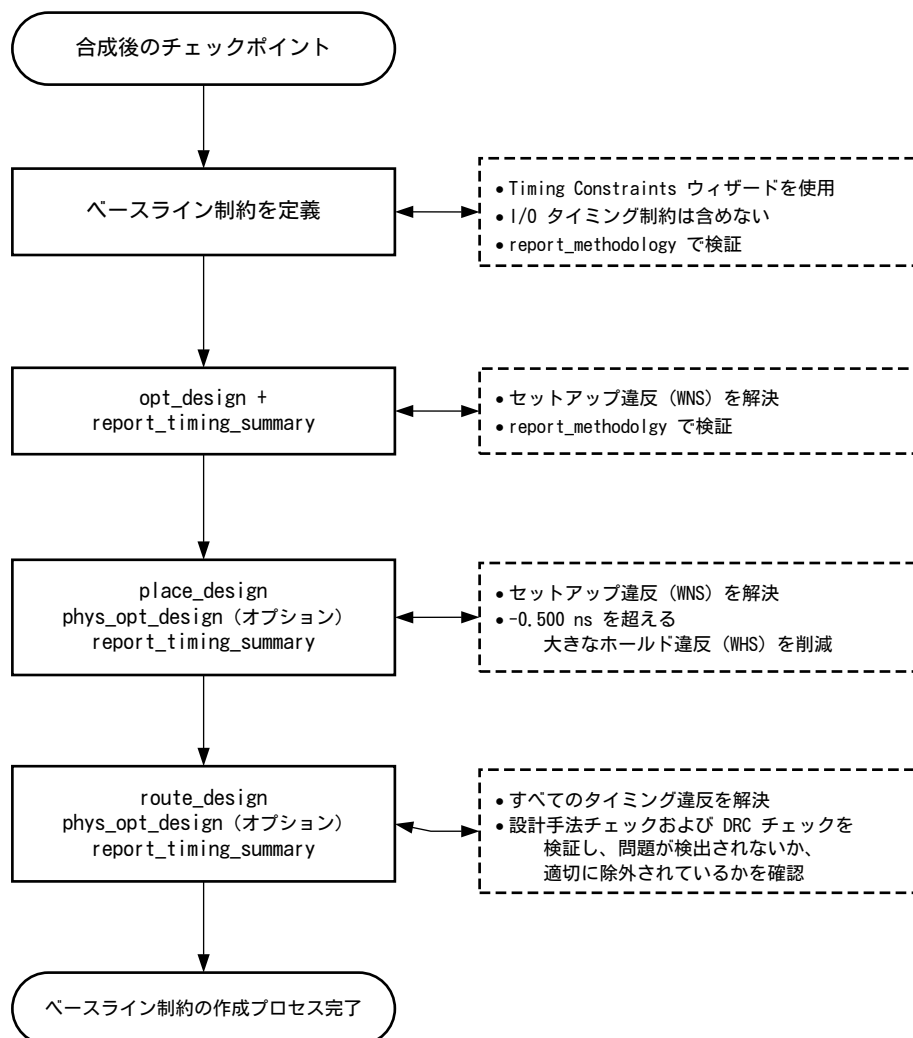 合成後のチェックポイント
ベースライン制約を定義
• Timing Constraints ウィザードを使用
• I/O タイミング制約は含めない
• report_methodology で検証
opt_design +
report_timing_summary
• セットアップ違反 (WNS) を解決
• report_methodolgy で検証
place_design
phys_opt_design (オプション)
report_timing_summary
• セットアップ違反 (WNS) を解決
• -0.500 ns を超える
大きなホールド違反 (WHS) を削減
route_design
phys_opt_design (オプション)
report_timing_summary
• すべてのタイミング違反を解決
• 設計手法チェックおよび DRC チェックを
検証し、問題が検出されないか、
適切に除外されているかを確認
ベースライン制約の作成プロセス完了